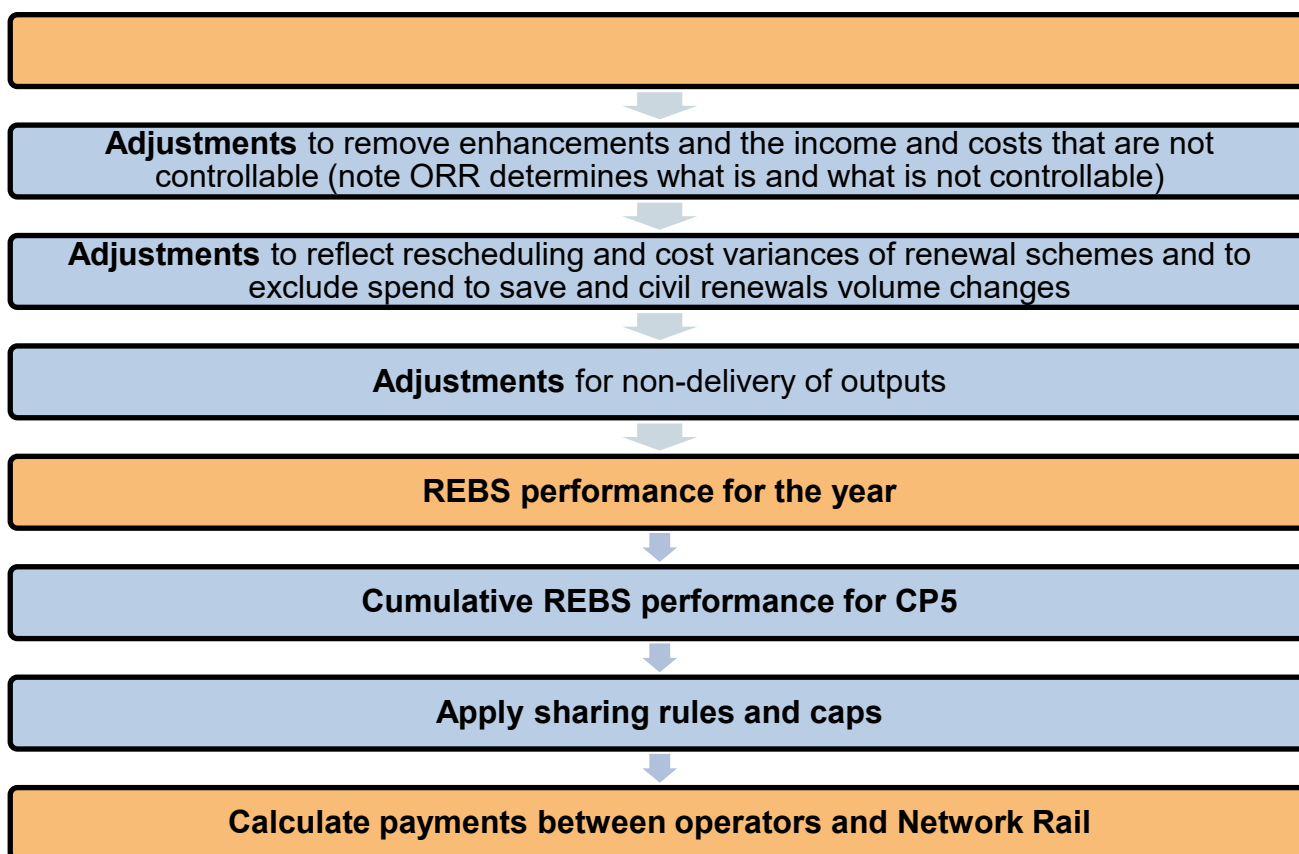 Adjustments to remove enhancements and the income and costs that are not
controllable (note ORR determines what is and what is not controllable)
Adjustments to reflect rescheduling and cost variances of renewal schemes and to
exclude spend to save and civil renewals volume changes
Adjustments for non-delivery of outputs
REBS performance for the year
Cumulative REBS performance for CP5
Apply sharing rules and caps
Calculate payments between operators and Network Rail